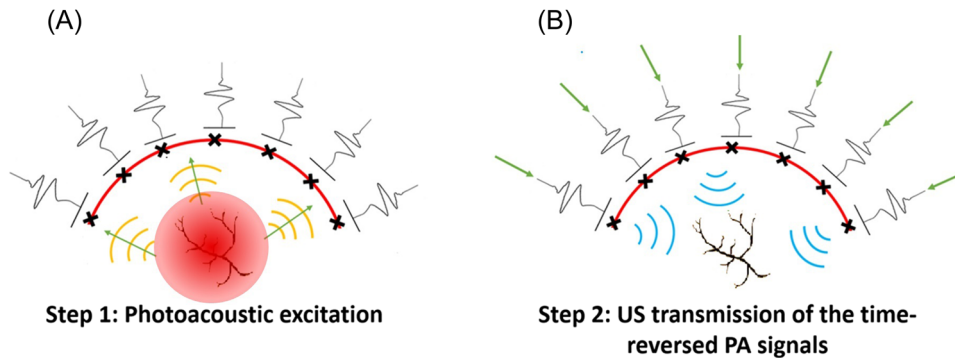 (A)
(B)
Step 1: Photoacoustic excitation
Step 2: US transmission of the time-
reversed PA signals